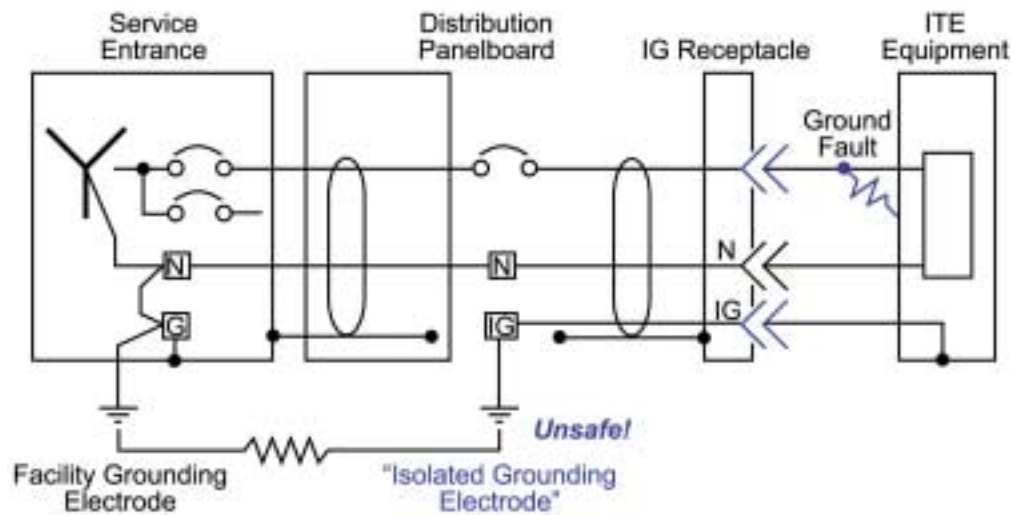 Service
Entrance
Distribution
Panelboard
IG Receptacle
ITE
Equipment
Ground
Fault
N
N
N
G
IG
IG
Unsafe!
Facility Grounding
Electrode
"Isolated Grounding
Electrode"